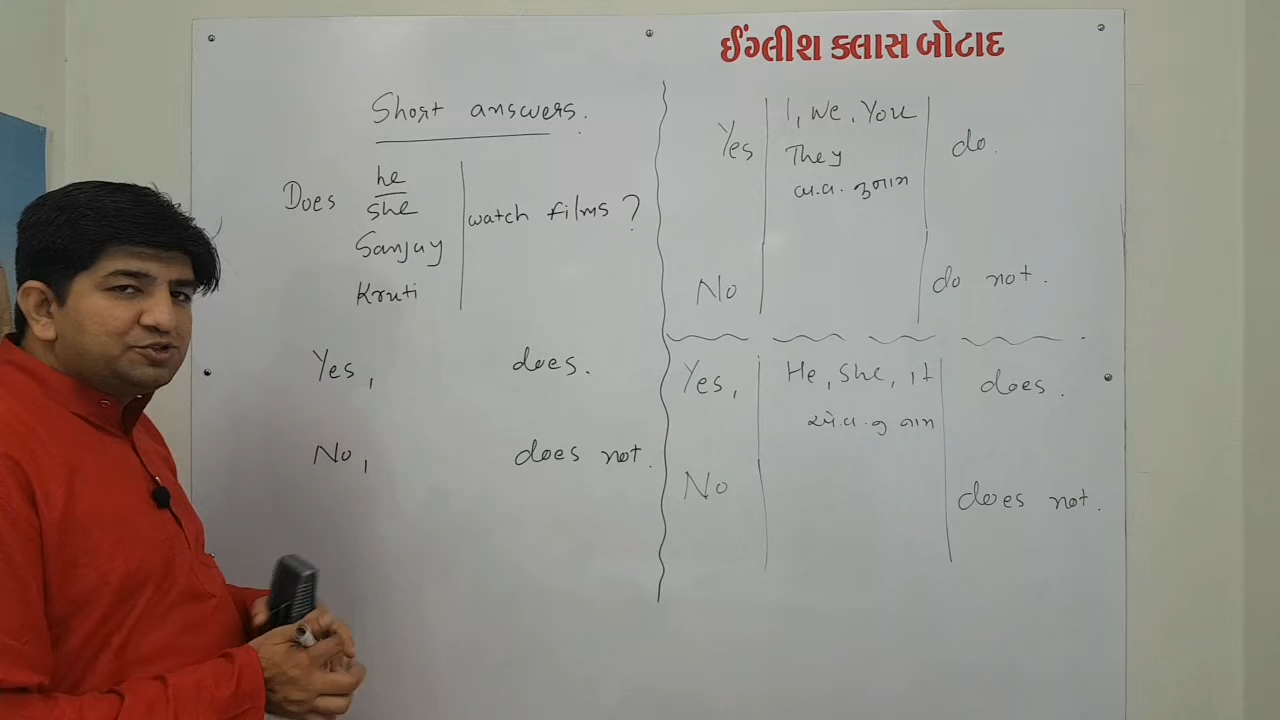 ઈંગ્લીશ ક્લાસ બોટાદ
Short answers.
Does he watch films ?
she
Sanjay
Kruti
Yes, does.
No, does not.
Yes I, We, You do.
They
બ.વ. નુ નામ
No do not.
Yes, He, She, It does.
એ.વ. નુ નામ
No does not.